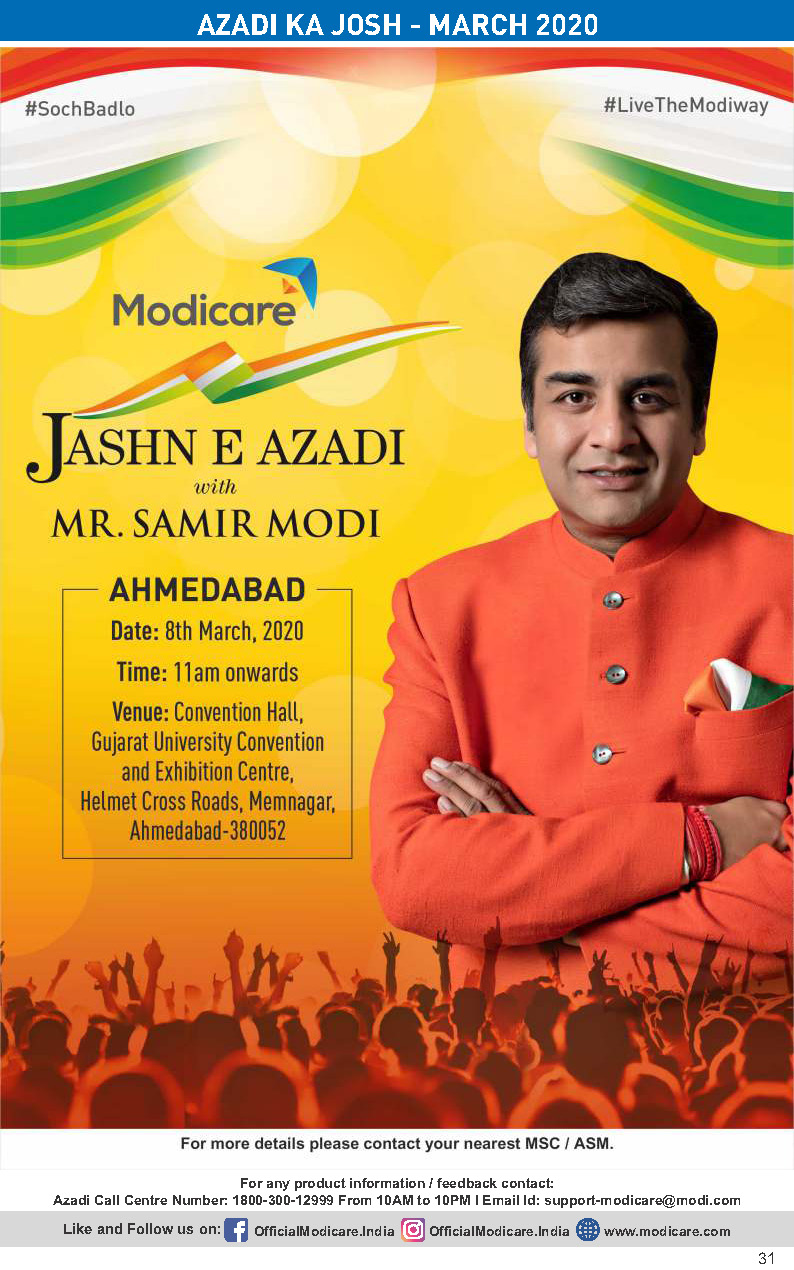 AZADI KA JOSH - MARCH 2020
#SochBadlo
#LiveTheModiway
Modicare
JASHN E AZADI
with
MR. SAMIR MODI
AHMEDABAD
Date: 8th March, 2020
Time: 11am onwards
Venue: Convention Hall,
Gujarat University Convention
and Exhibition Centre,
Helmet Cross Roads, Memnagar,
Ahmedabad-380052
For more details please contact your nearest MSC / ASM.
For any product information / feedback contact:
Azadi Call Centre Number: 1800-300-12999 From 10AM to 10PM I Email Id: support-modicare@modi.com
Like and Follow us on: OfficialModicare.India OfficialModicare.India www.modicare.com
31